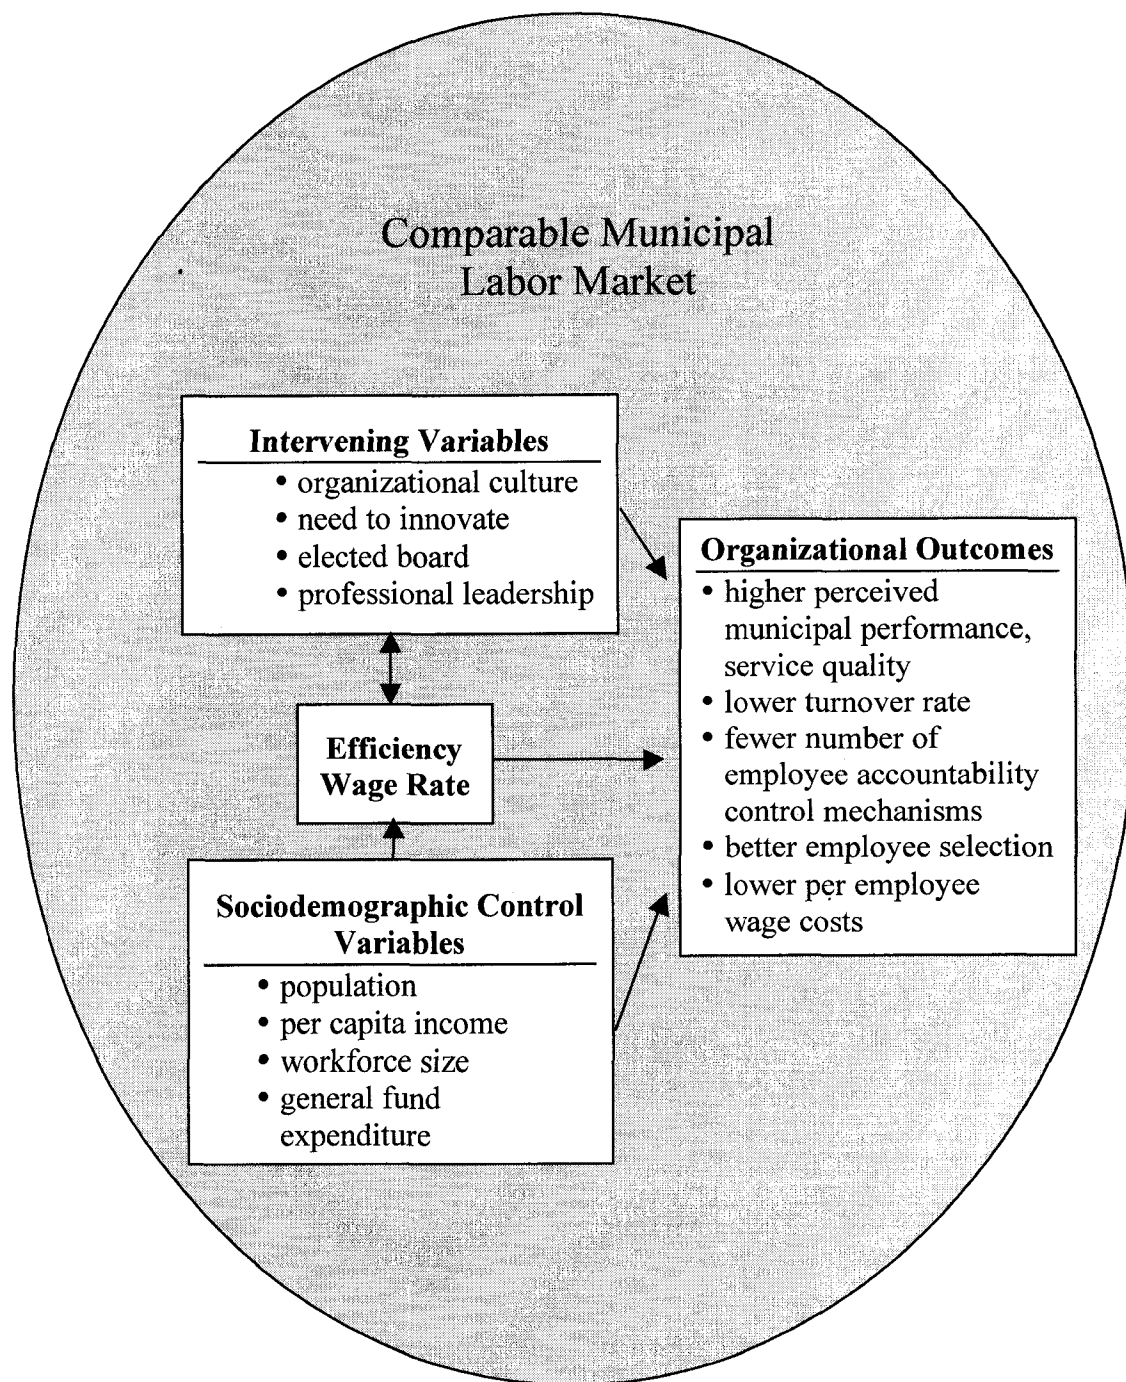 Comparable Municipal
Labor Market
Intervening Variables
• organizational culture
• need to innovate
• elected board
• professional leadership
Efficiency
Wage Rate
Sociodemographic Control
Variables
• population
• per capita income
• workforce size
• general fund
expenditure
Organizational Outcomes
• higher perceived
municipal performance,
service quality
• lower turnover rate
• fewer number of
employee accountability
control mechanisms
• better employee selection
• lower per employee
wage costs